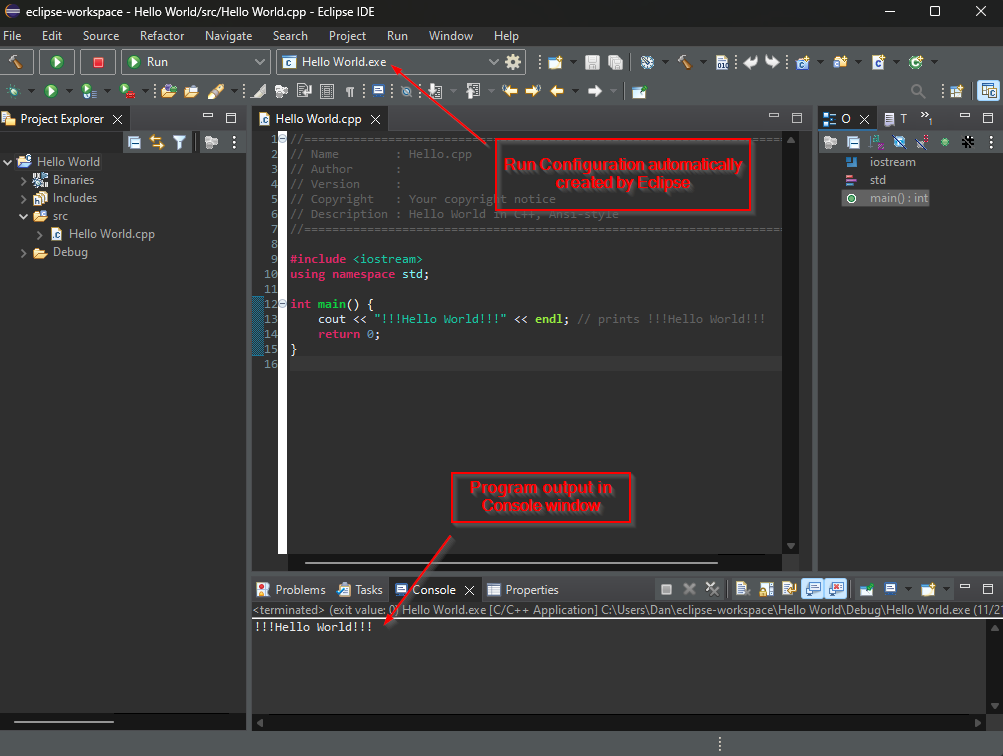 eclipse-workspace - Hello World/src/Hello World.cpp - Eclipse IDE
File Edit Source Refactor Navigate Search Project Run Window Help
Run Hello World.exe
Project Explorer
Hello World
Binaries
Includes
src
Hello World.cpp
Debug
Hello World.cpp
1 //============================================================================
2 // Name        : Hello.cpp
3 // Author      :
4 // Version     :
5 // Copyright   : Your copyright notice
6 // Description : Hello World in C++, Ansi-style
7 //============================================================================
8
9 #include <iostream>
10 using namespace std;
11
12 int main() {
13     cout << "!!!Hello World!!!" << endl; // prints !!!Hello World!!!
14     return 0;
15 }
16
Run Configuration automatically
created by Eclipse
Program output in
Console window
O T 1
iostream
std
main() : int
Problems Tasks Console Properties
<terminated> (exit value: 0) Hello World.exe [C/C++ Application] C:\Users\Dan\eclipse-workspace\Hello World\Debug\Hello World.exe (11/21
!!!Hello World!!!